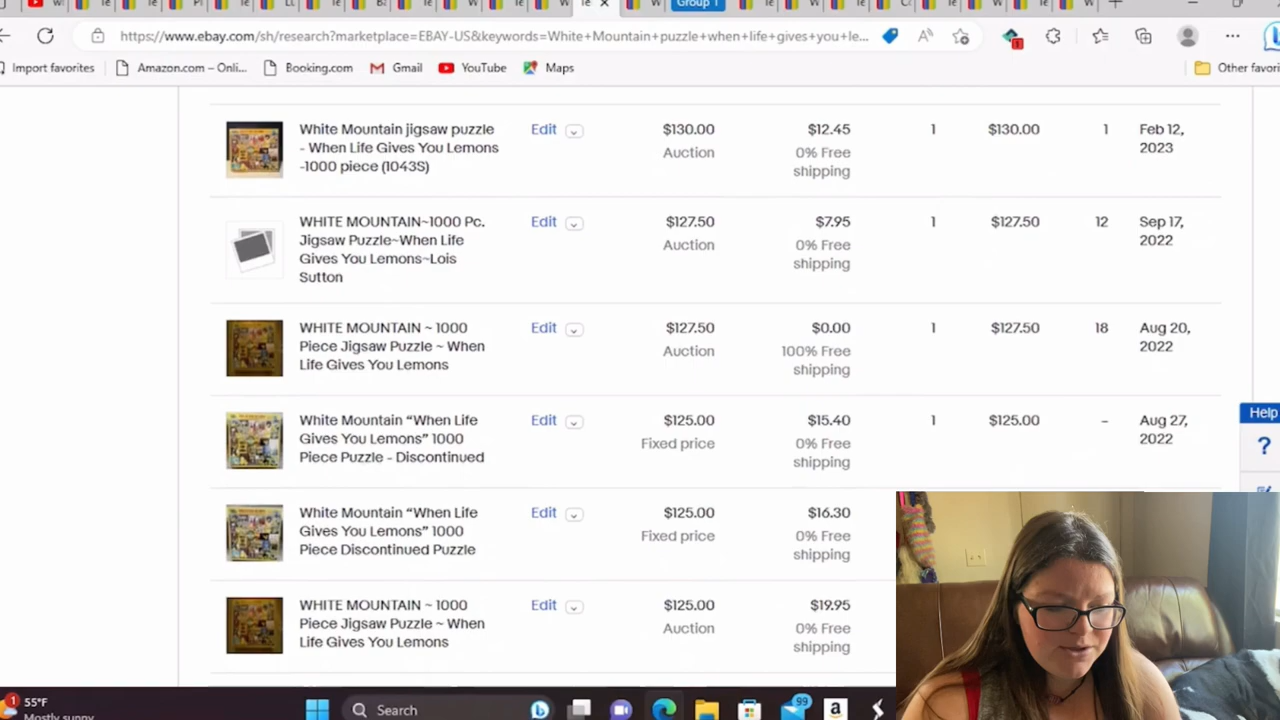 Group 1
https://www.ebay.com/sh/research?marketplace=EBAY-US&keywords=White+Mountain+puzzle+when+life+gives+you+le...
Import favorites
Amazon.com – Onli...
Booking.com
Gmail
YouTube
Maps
Other favori
White Mountain jigsaw puzzle
- When Life Gives You Lemons
-1000 piece (1043S)
Edit
$130.00
Auction
$12.45
0% Free
shipping
1
$130.00
1
Feb 12,
2023
WHITE MOUNTAIN~1000 Pc.
Jigsaw Puzzle~When Life
Gives You Lemons~Lois
Sutton
Edit
$127.50
Auction
$7.95
0% Free
shipping
1
$127.50
12
Sep 17,
2022
WHITE MOUNTAIN ~ 1000
Piece Jigsaw Puzzle ~ When
Life Gives You Lemons
Edit
$127.50
Auction
$0.00
100% Free
shipping
1
$127.50
18
Aug 20,
2022
White Mountain “When Life
Gives You Lemons” 1000
Piece Puzzle - Discontinued
Edit
$125.00
Fixed price
$15.40
0% Free
shipping
1
$125.00
-
Aug 27,
2022
Help
?
White Mountain “When Life
Gives You Lemons” 1000
Piece Discontinued Puzzle
Edit
$125.00
Fixed price
$16.30
0% Free
shipping
WHITE MOUNTAIN ~ 1000
Piece Jigsaw Puzzle ~ When
Life Gives You Lemons
Edit
$125.00
Auction
$19.95
0% Free
shipping
1
55°F
Mostly sunny
Search
99